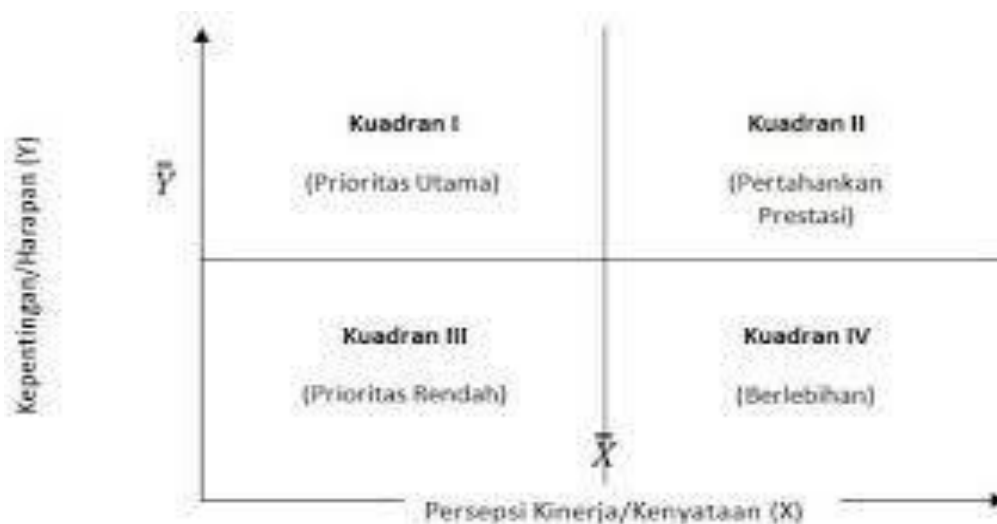 Kepentingan/Harapan (Y)
Y̿
Kuadran I
(Prioritas Utama)
Kuadran II
(Pertahankan
Prestasi)
Kuadran III
(Prioritas Rendah)
Kuadran IV
(Berlebihan)
X̿
Persepsi Kinerja/Kenyataan (X)